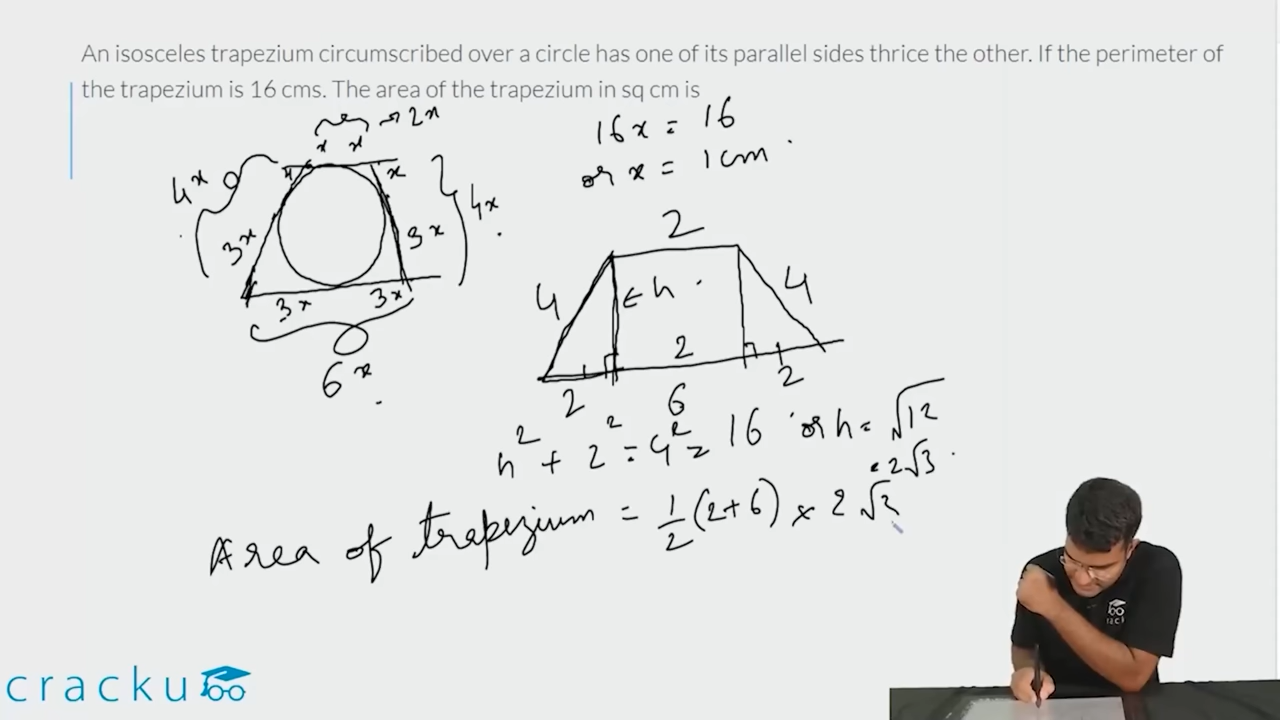 An isosceles trapezium circumscribed over a circle has one of its parallel sides thrice the other. If the perimeter of
the trapezium is 16 cms. The area of the trapezium in sq cm is
2x
x x
x x
4x
4x
3x
3x
3x 3x
6x
16x = 16
or x = 1cm
2
4
h
4
2
2
2
6
h² + 2² = 4² = 16 or h = √12
= 2√3
Area of trapezium = 1/2 (2+6) × 2√3
cracku